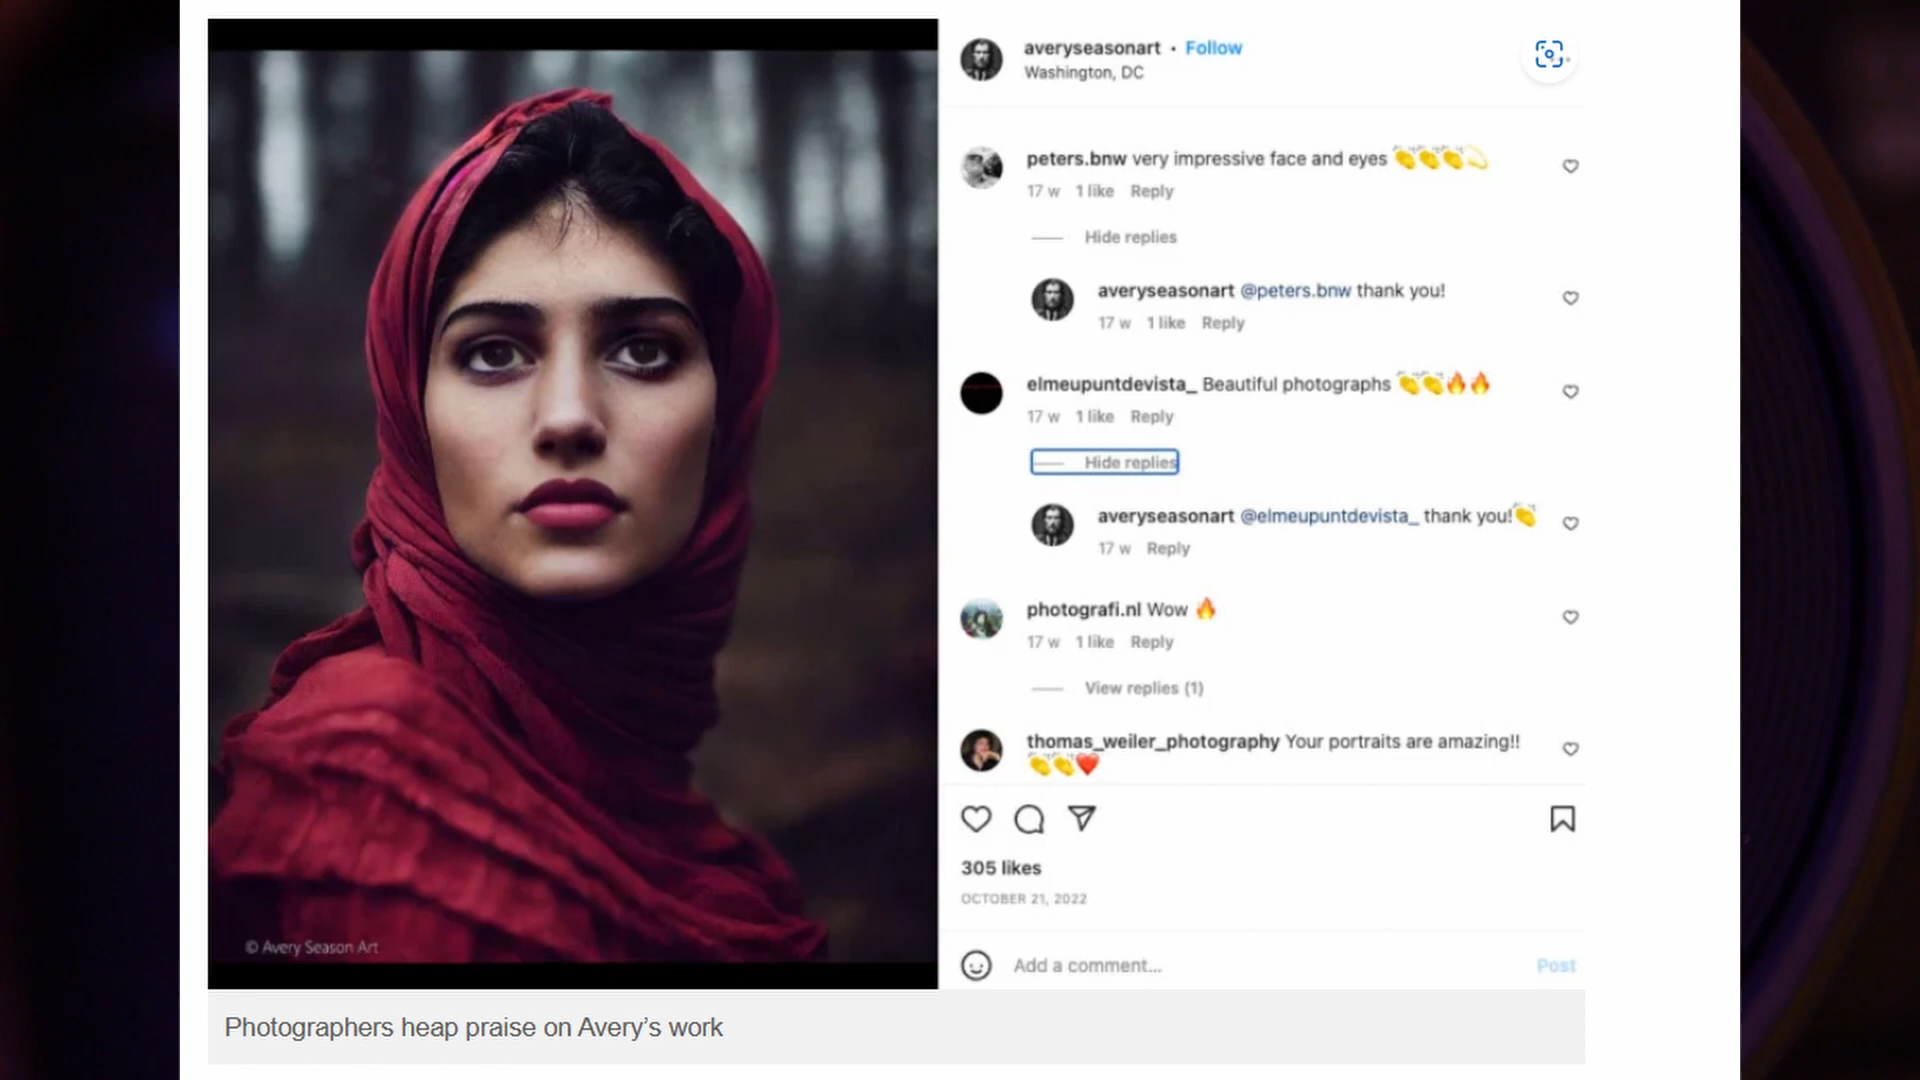 averyseasonart • Follow
Washington, DC
peters.bnw very impressive face and eyes 👏👏👏💫
17 w 1 like Reply
Hide replies
averyseasonart @peters.bnw thank you!
17 w 1 like Reply
elmeupuntdevista_ Beautiful photographs 👏👏🔥🔥
17 w 1 like Reply
Hide replies
averyseasonart @elmeupuntdevista_ thank you!👏
17 w Reply
photografi.nl Wow 🔥
17 w 1 like Reply
View replies (1)
thomas_weiler_photography Your portraits are amazing!!
👏👏❤️
305 likes
OCTOBER 21, 2022
Add a comment... Post
© Avery Season Art
Photographers heap praise on Avery’s work